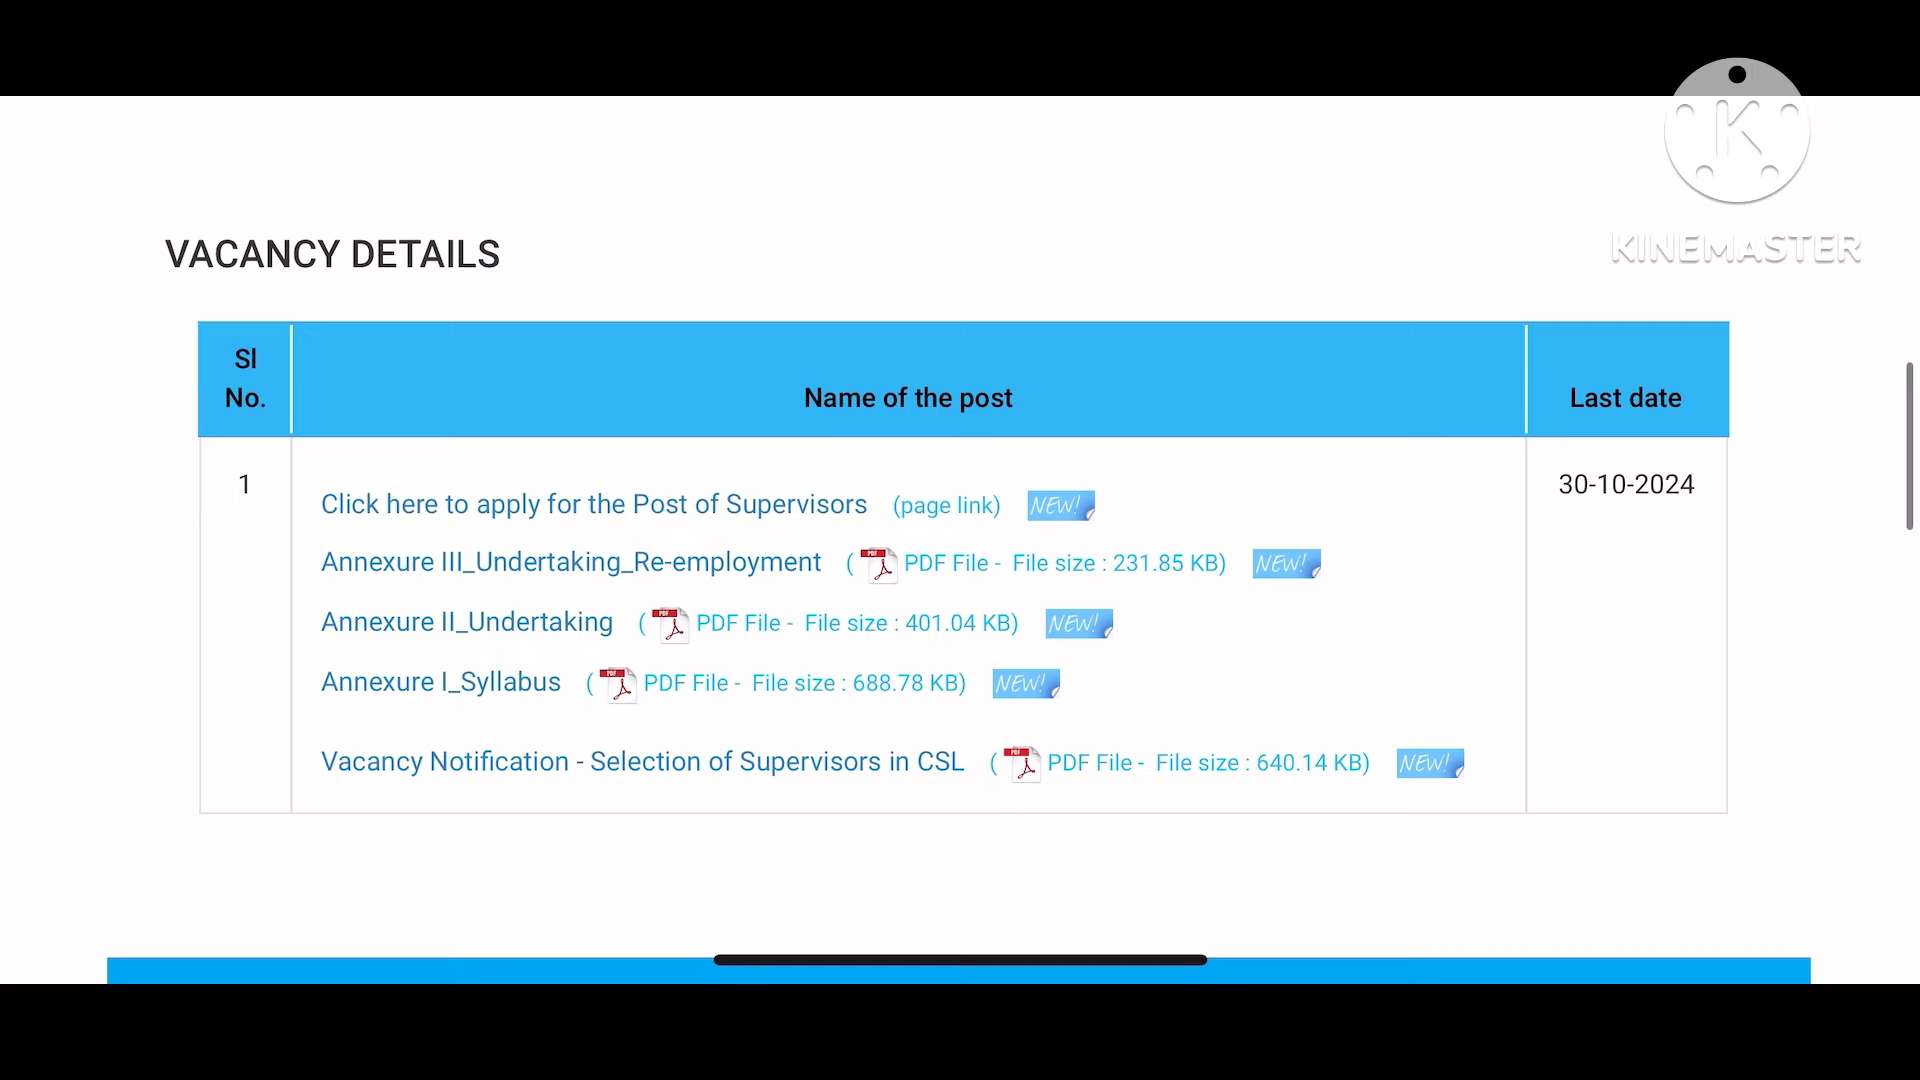 KINEMASTER
VACANCY DETAILS
Sl
No.
Name of the post
Last date
1
Click here to apply for the Post of Supervisors (page link) NEW!
30-10-2024
Annexure III_Undertaking_Re-employment ( PDF File - File size : 231.85 KB) NEW!
Annexure II_Undertaking ( PDF File - File size : 401.04 KB) NEW!
Annexure I_Syllabus ( PDF File - File size : 688.78 KB) NEW!
Vacancy Notification - Selection of Supervisors in CSL ( PDF File - File size : 640.14 KB) NEW!